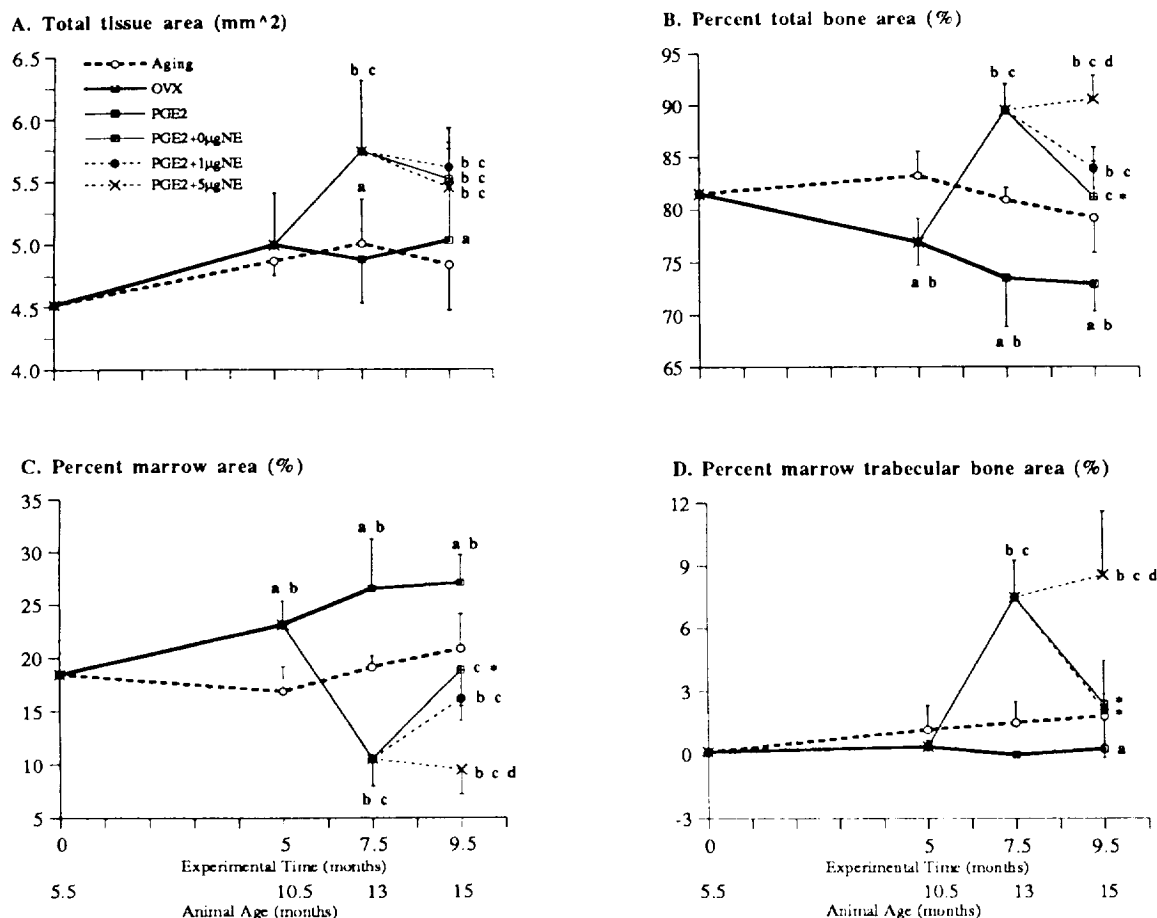 A. Total tissue area (mm^2)
6.5
6.0
5.5
5.0
4.5
4.0
Aging
OVX
PGE2
PGE2+0µgNE
PGE2+1µgNE
PGE2+5µgNE
b c
a
b c
b c
b c
a
B. Percent total bone area (%)
95
90
85
80
75
70
65
b c
b c d
b c
c *
a b
a b
a b
C. Percent marrow area (%)
35
30
25
20
15
10
5
a b
a b
a b
c *
b c
b c d
b c
0
5
7.5
9.5
Experimental Time (months)
5.5
10.5
13
15
Animal Age (months)
D. Percent marrow trabecular bone area (%)
12
9
6
3
0
-3
b c
b c d
*
*
a
0
5
7.5
9.5
Experimental Time (months)
5.5
10.5
13
15
Animal Age (months)